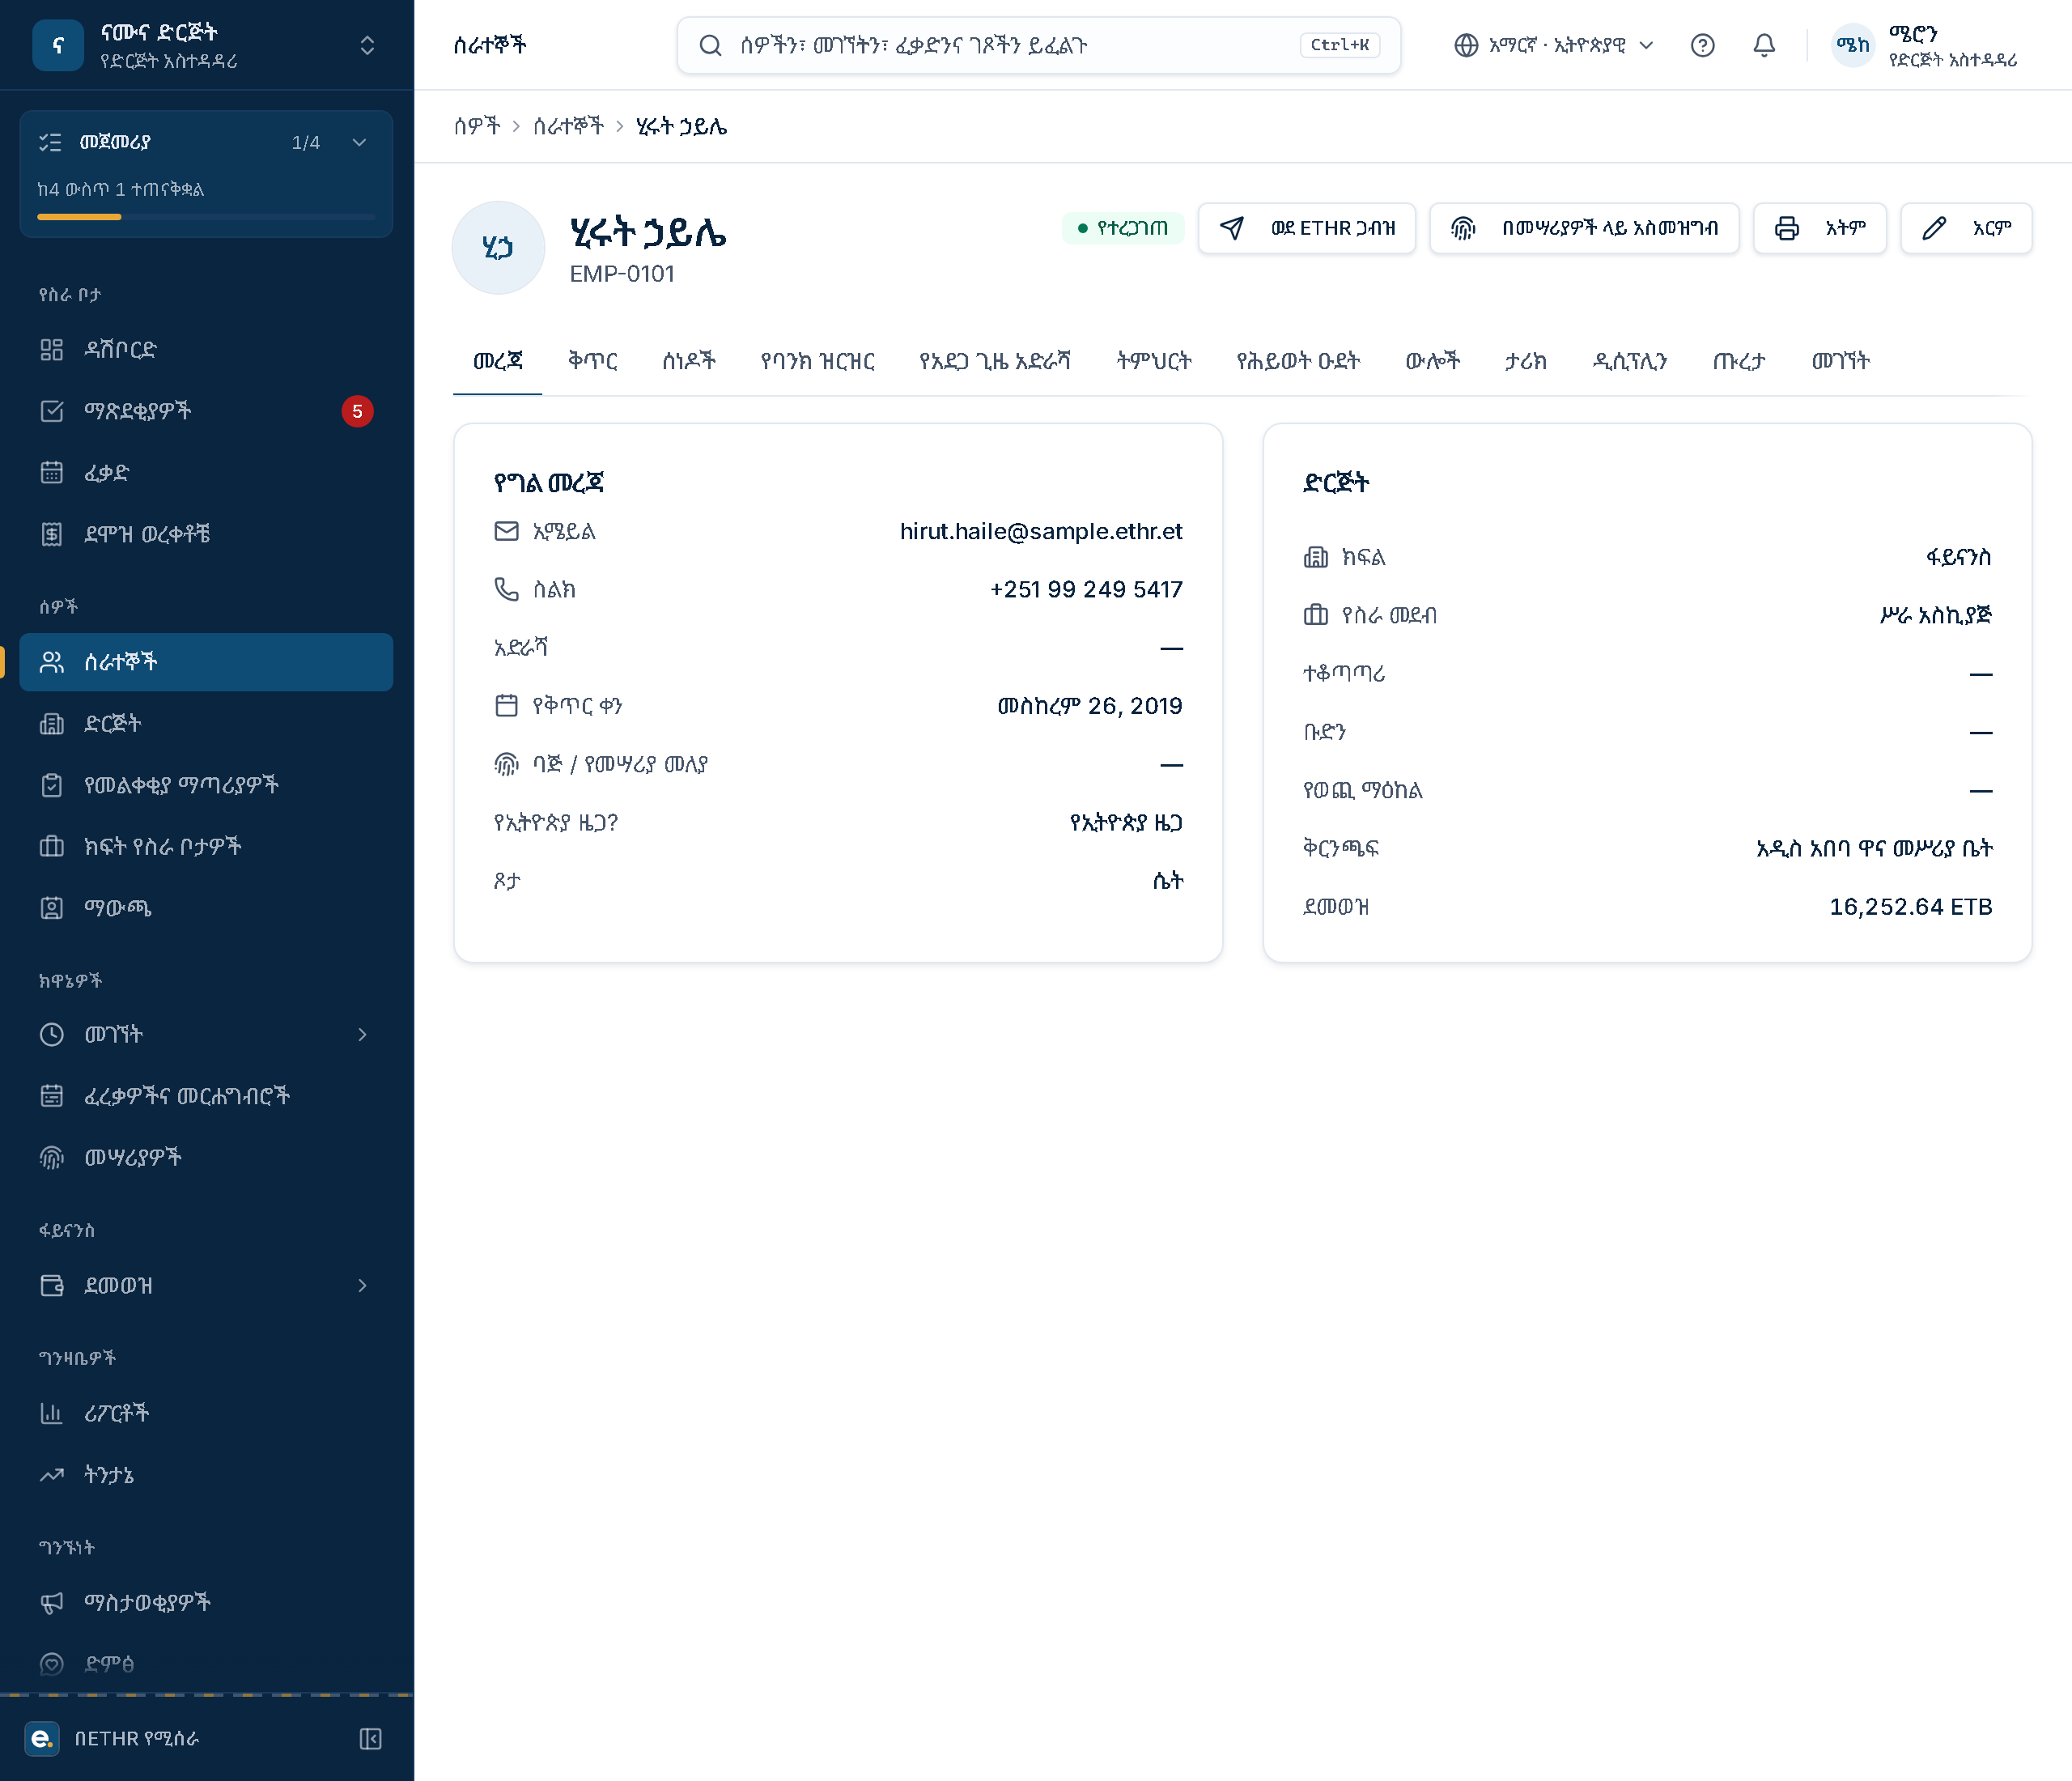 ና
ናሙና ድርጅት
የድርጅት አስተዳዳሪ
መጀመሪያ 1/4
ከ4 ውስጥ 1 ተጠናቅቋል
የስራ ቦታ
ዳሽቦርድ
ማጽደቂያዎች 5
ፈቃድ
ደሞዝ ወረቀቶቼ
ሰዎች
ሰራተኞች
ድርጅት
የመልቀቂያ ማጣሪያዎች
ክፍት የስራ ቦታዎች
ማውጫ
ክዋኔዎች
መገኘት
ፈረቃዎችና መርሐግብሮች
መሣሪያዎች
ፋይናንስ
ደመወዝ
ግንዛቤዎች
ሪፖርቶች
ትንታኔ
ግንኙነት
ማስታወቂያዎች
ድምፅ
e. በETHR የሚሰራ
ሰራተኞች
ሰዎችን፣ መገኘትን፣ ፈቃድንና ገጾችን ይፈልጉ Ctrl+K
አማርኛ · ኢትዮጵያዊ
ሜከ
ሜሮን
የድርጅት አስተዳዳሪ
ሰዎች > ሰራተኞች > ሂሩት ኃይሌ
ሂኃ
ሂሩት ኃይሌ
EMP-0101
የተረጋገጠ
ወደ ETHR ጋብዝ
በመሣሪያዎች ላይ አስመዝግብ
አትም
አርም
መረጃ ቅጥር ሰነዶች የባንክ ዝርዝር የአደጋ ጊዜ አድራሻ ትምህርት የሕይወት ዑደት ውሎች ታሪክ ዲሲፕሊን ጡረታ መገኘት
የግል መረጃ
ኢሜይል hirut.haile@sample.ethr.et
ስልክ +251 99 249 5417
አድራሻ —
የቅጥር ቀን መስከረም 26, 2019
ባጅ / የመሣሪያ መለያ —
የኢትዮጵያ ዜጋ? የኢትዮጵያ ዜጋ
ጾታ ሴት
ድርጅት
ክፍል ፋይናንስ
የስራ መደብ ሥራ አስኪያጅ
ተቆጣጣሪ —
ቡድን —
የወጪ ማዕከል —
ቅርንጫፍ አዲስ አበባ ዋና መሥሪያ ቤት
ደመወዝ 16,252.64 ETB